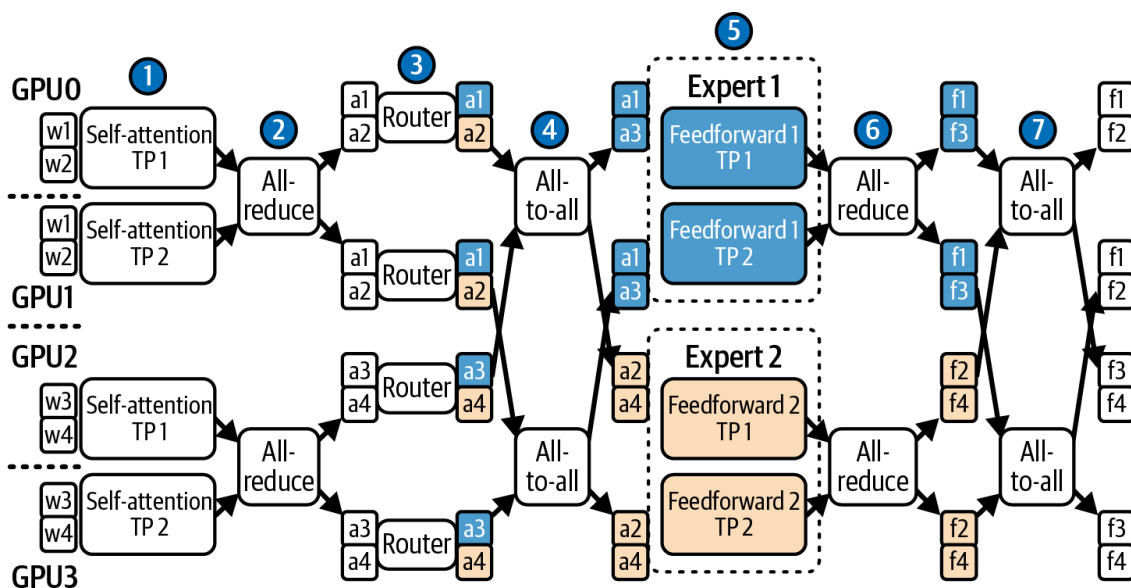 1
2
3
4
5
6
7
GPU0
w1
w2
Self-attention
TP 1
w1
w2
Self-attention
TP 2
GPU1
All-
reduce
a1
a2
Router
a1
a2
a1
a2
Router
a1
a2
All-
to-all
a1
a3
a1
a3
Expert 1
Feedforward 1
TP 1
Feedforward 1
TP 2
All-
reduce
f1
f3
f1
f3
All-
to-all
f1
f2
f1
f2
GPU2
w3
w4
Self-attention
TP 1
w3
w4
Self-attention
TP 2
GPU3
All-
reduce
a3
a4
Router
a3
a4
a3
a4
Router
a3
a4
All-
to-all
a2
a4
a2
a4
Expert 2
Feedforward 2
TP 1
Feedforward 2
TP 2
All-
reduce
f2
f4
f2
f4
All-
to-all
f3
f4
f3
f4